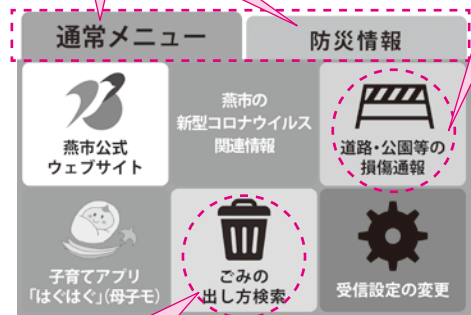 通常メニュー
防災情報
燕市公式
ウェブサイト
燕市の
新型コロナウイルス
関連情報
道路・公園等の
損傷通報
子育てアプリ
「はぐはぐ」(母子モ)
ごみの
出し方検索
受信設定の変更